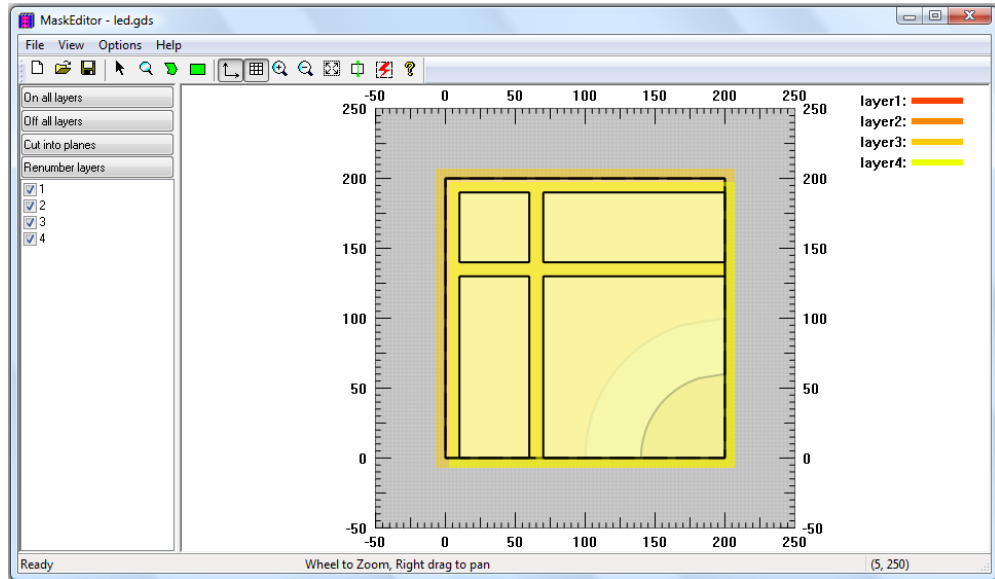 MaskEditor - led.gds
File View Options Help
On all layers
Off all layers
Cut into planes
Renumber layers
1
2
3
4
-50 0 50 100 150 200 250
250 250
200 200
150 150
100 100
50 50
0 0
-50 -50
-50 0 50 100 150 200 250
layer1:
layer2:
layer3:
layer4:
Ready Wheel to Zoom, Right drag to pan (5, 250)